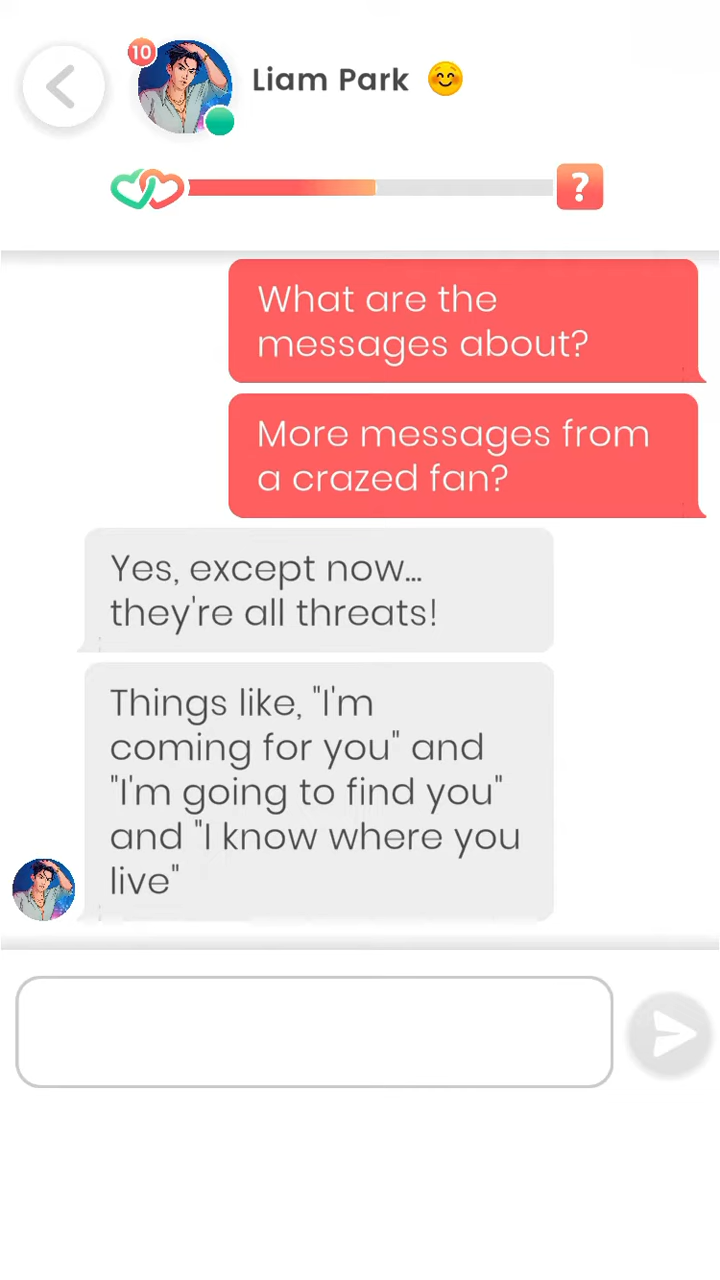 10
Liam Park 😊
?
What are the
messages about?
More messages from
a crazed fan?
Yes, except now...
they're all threats!
Things like, "I'm
coming for you" and
"I'm going to find you"
and "I know where you
live"